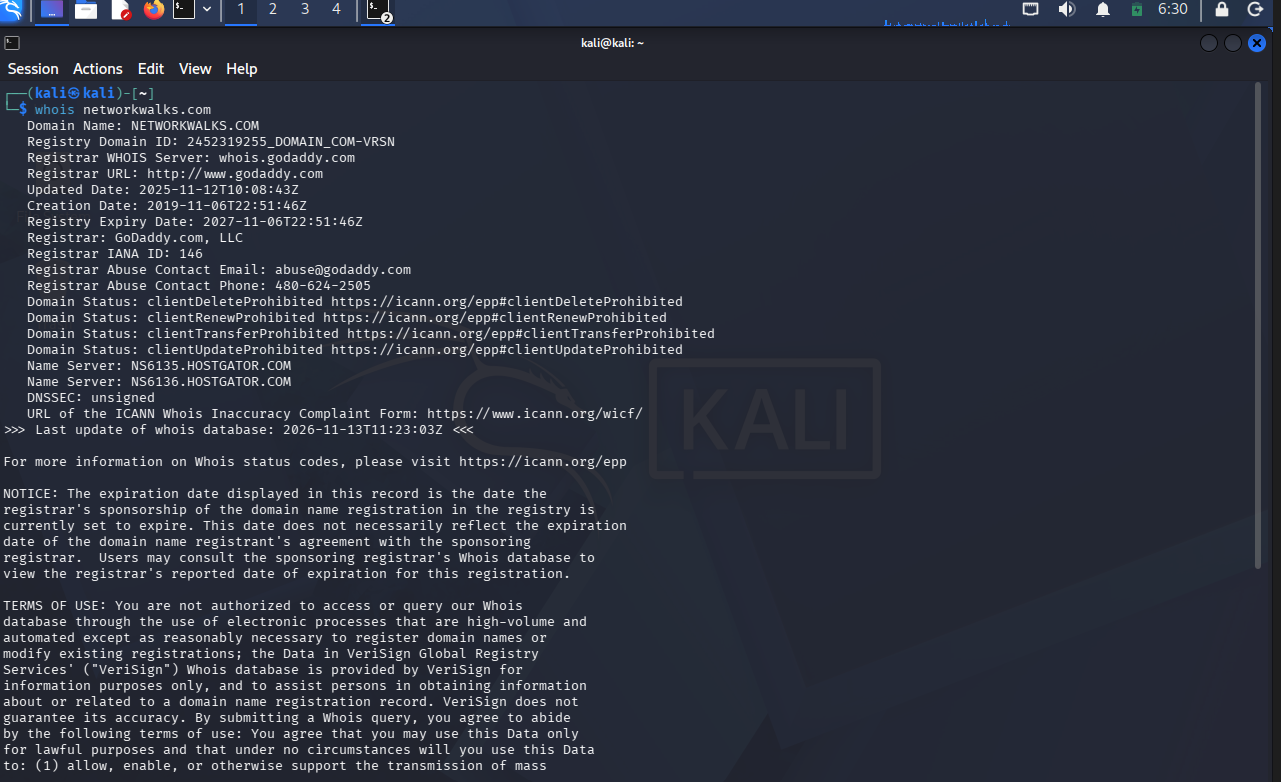 1 2 3 4 2 6:30
kali@kali: ~
Session Actions Edit View Help
┌──(kali㉿kali)-[~]
└─$ whois networkwalks.com
Domain Name: NETWORKWALKS.COM
Registry Domain ID: 2452319255_DOMAIN_COM-VRSN
Registrar WHOIS Server: whois.godaddy.com
Registrar URL: http://www.godaddy.com
Updated Date: 2025-11-12T10:08:43Z
Creation Date: 2019-11-06T22:51:46Z
Registry Expiry Date: 2027-11-06T22:51:46Z
Registrar: GoDaddy.com, LLC
Registrar IANA ID: 146
Registrar Abuse Contact Email: abuse@godaddy.com
Registrar Abuse Contact Phone: 480-624-2505
Domain Status: clientDeleteProhibited https://icann.org/epp#clientDeleteProhibited
Domain Status: clientRenewProhibited https://icann.org/epp#clientRenewProhibited
Domain Status: clientTransferProhibited https://icann.org/epp#clientTransferProhibited
Domain Status: clientUpdateProhibited https://icann.org/epp#clientUpdateProhibited
Name Server: NS6135.HOSTGATOR.COM
Name Server: NS6136.HOSTGATOR.COM
DNSSEC: unsigned
URL of the ICANN Whois Inaccuracy Complaint Form: https://www.icann.org/wicf/
>>> Last update of whois database: 2026-11-13T11:23:03Z <<<
KALI
For more information on Whois status codes, please visit https://icann.org/epp
NOTICE: The expiration date displayed in this record is the date the
registrar's sponsorship of the domain name registration in the registry is
currently set to expire. This date does not necessarily reflect the expiration
date of the domain name registrant's agreement with the sponsoring
registrar.  Users may consult the sponsoring registrar's Whois database to
view the registrar's reported date of expiration for this registration.
TERMS OF USE: You are not authorized to access or query our Whois
database through the use of electronic processes that are high-volume and
automated except as reasonably necessary to register domain names or
modify existing registrations; the Data in VeriSign Global Registry
Services' ("VeriSign") Whois database is provided by VeriSign for
information purposes only, and to assist persons in obtaining information
about or related to a domain name registration record. VeriSign does not
guarantee its accuracy. By submitting a Whois query, you agree to abide
by the following terms of use: You agree that you may use this Data only
for lawful purposes and that under no circumstances will you use this Data
to: (1) allow, enable, or otherwise support the transmission of mass